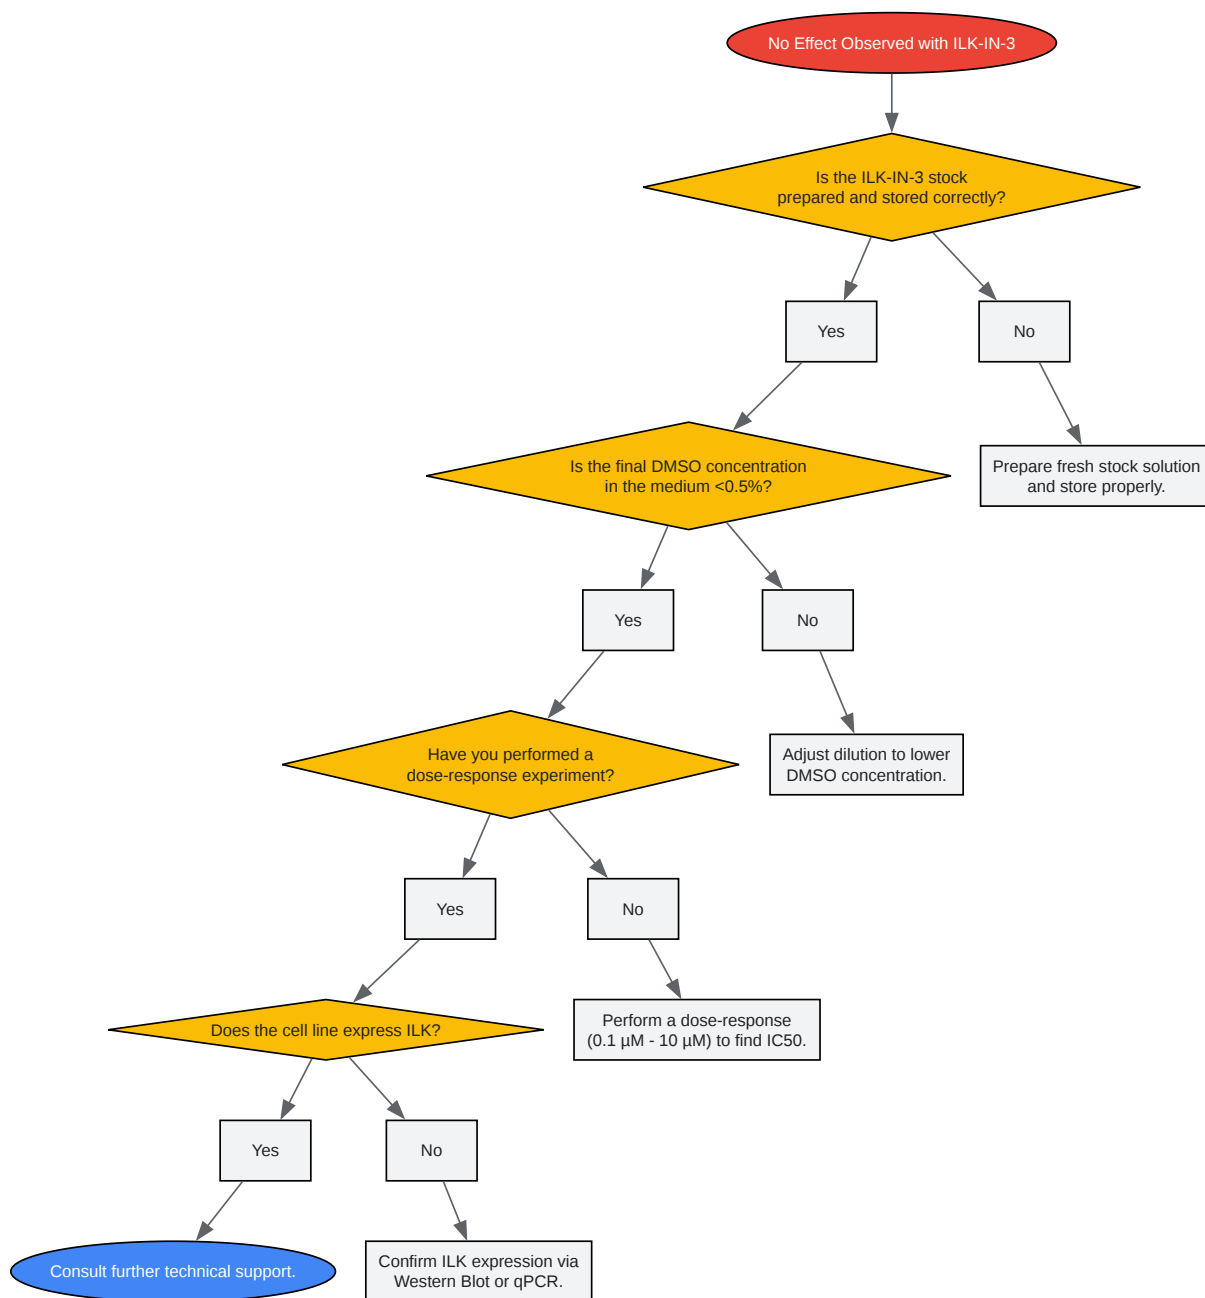 No Effect Observed with ILK-IN-3
Is the ILK-IN-3 stock
prepared and stored correctly?
Yes
No
Is the final DMSO concentration
in the medium <0.5%?
Prepare fresh stock solution
and store properly.
Yes
No
Have you performed a
dose-response experiment?
Adjust dilution to lower
DMSO concentration.
Yes
No
Does the cell line express ILK?
Perform a dose-response
(0.1 µM - 10 µM) to find IC50.
Yes
No
Consult further technical support.
Confirm ILK expression via
Western Blot or qPCR.